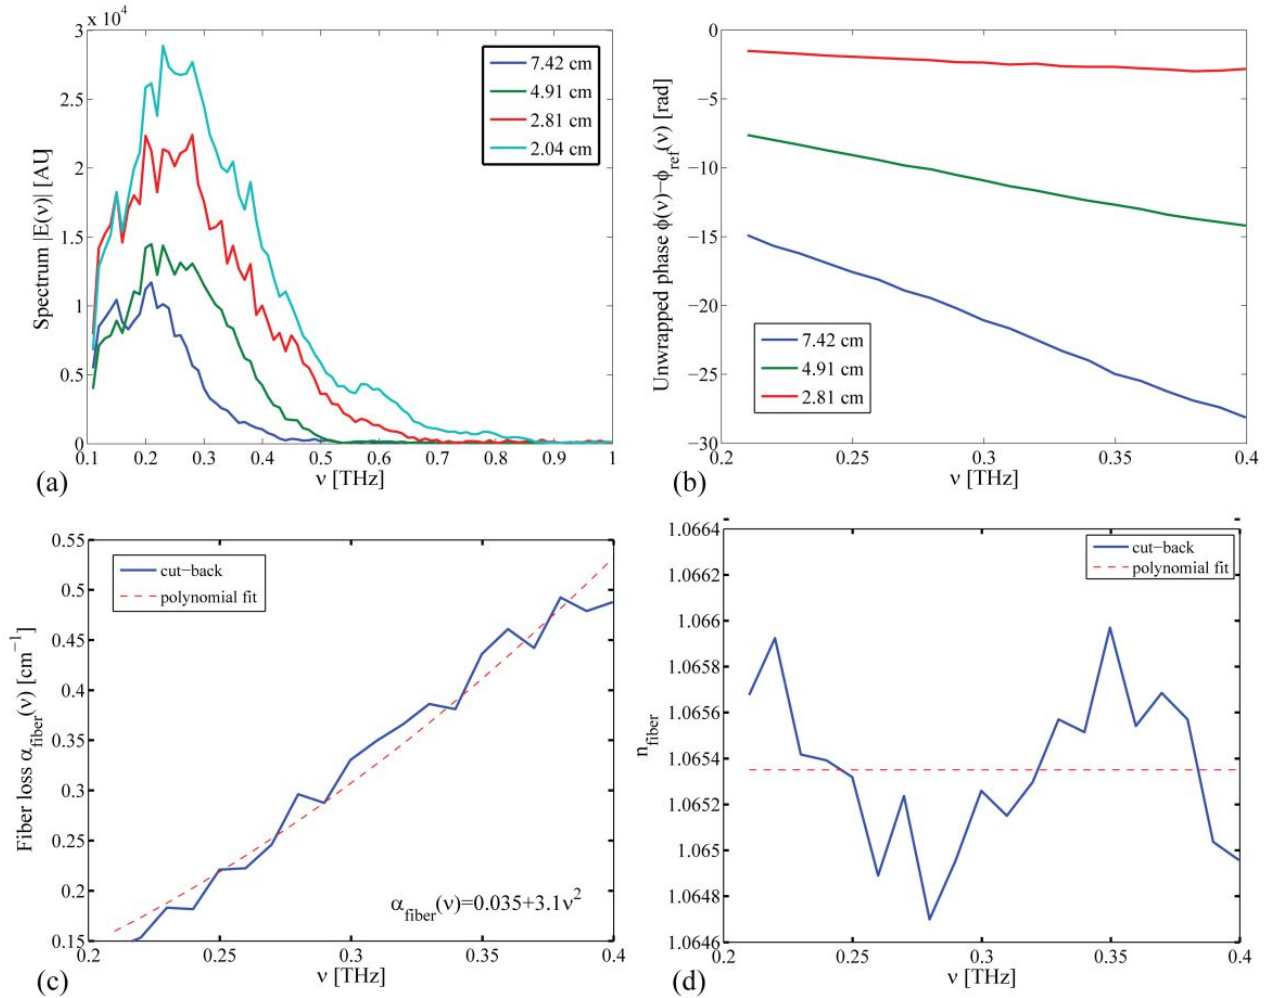 x 10⁴
3
2.5
2
1.5
1
0.5
0
0.1 0.2 0.3 0.4 0.5 0.6 0.7 0.8 0.9 1
Spectrum |E(ν)| [AU]
ν [THz]
7.42 cm
4.91 cm
2.81 cm
2.04 cm
(a)
0
−5
−10
−15
−20
−25
−30
0.2 0.25 0.3 0.35 0.4
Unwrapped phase ϕ(ν)−ϕ_ref(ν) [rad]
ν [THz]
7.42 cm
4.91 cm
2.81 cm
(b)
0.55
0.5
0.45
0.4
0.35
0.3
0.25
0.2
0.15
0.2 0.25 0.3 0.35 0.4
Fiber loss α_fiber(ν) [cm⁻¹]
ν [THz]
cut−back
polynomial fit
α_fiber(ν)=0.035+3.1ν²
(c)
1.0664
1.0662
1.066
1.0658
1.0656
1.0654
1.0652
1.065
1.0648
1.0646
0.2 0.25 0.3 0.35 0.4
n_fiber
ν [THz]
cut−back
polynomial fit
(d)